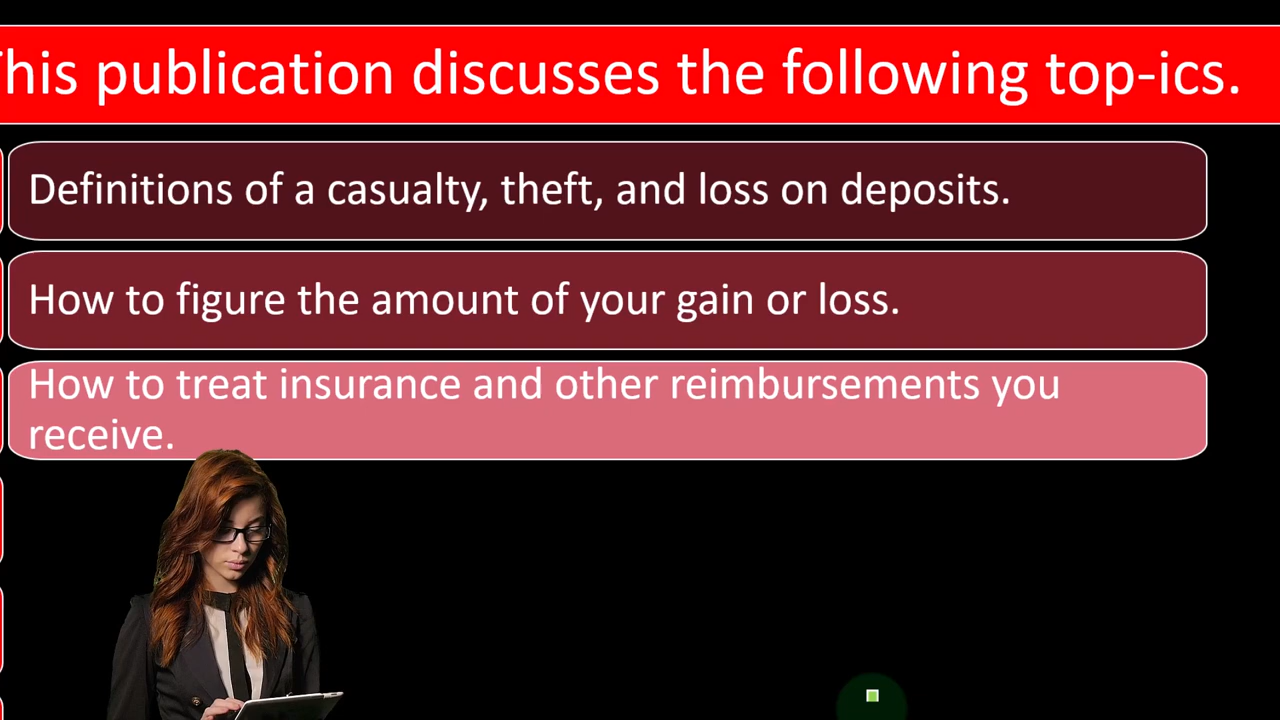 This publication discusses the following top-ics.
Definitions of a casualty, theft, and loss on deposits.
How to figure the amount of your gain or loss.
How to treat insurance and other reimbursements you
receive.